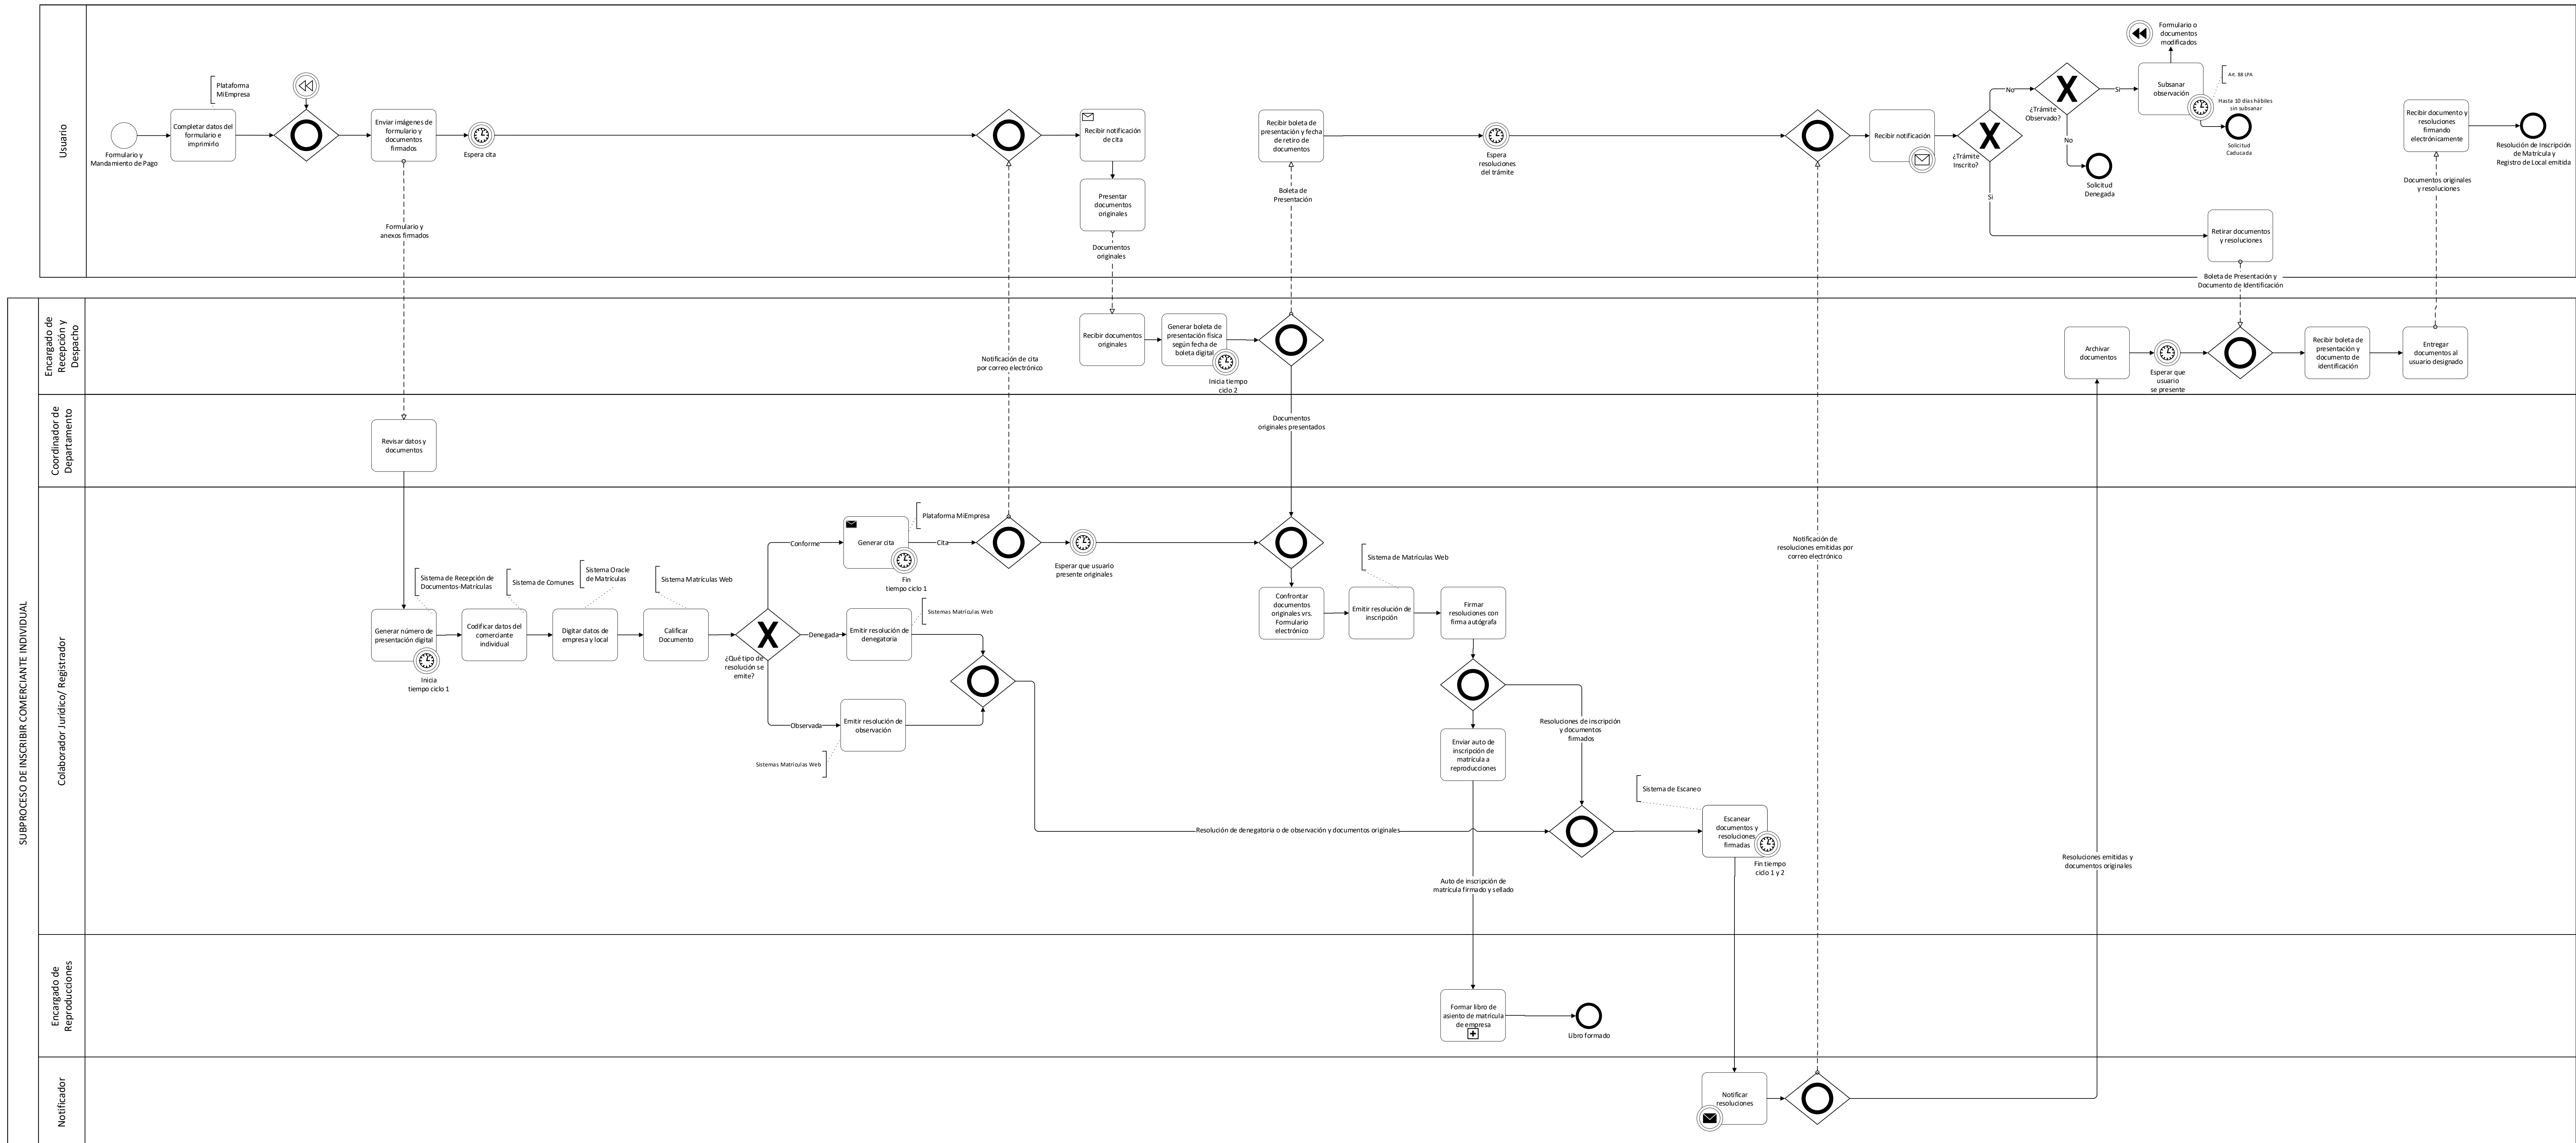 Usuario
Formulario y
Mandamiento de Pago
Plataforma
MiEmpresa
Completar datos del
formulario e
imprimirlo
Enviar imágenes de
formulario y
documentos
firmados
Espera cita
Formulario y
anexos firmados
Recibir notificación
de cita
Presentar
documentos
originales
Documentos
originales
Recibir boleta de
presentación y fecha
de retiro de
documentos
Boleta de
Presentación
Espera
resoluciones
del trámite
Recibir notificación
¿Trámite
Inscrito?
No
Si
¿Trámite
Observado?
Si
No
Solicitud
Denegada
Formulario o
documentos
modificados
Subsanar
observación
Art. 88 LPA
Hasta 10 días hábiles
sin subsanar
Solicitud
Caducada
Retirar documentos
y resoluciones
Boleta de Presentación y
Documento de Identificación
Recibir documento y
resoluciones
firmando
electrónicamente
Documentos originales
y resoluciones
Resolución de Inscripción
de Matrícula y
Registro de Local emitida
SUBPROCESO DE INSCRIBIR COMERCIANTE INDIVIDUAL
Encargado de
Recepción y
Despacho
Notificación de cita
por correo electrónico
Recibir documentos
originales
Generar boleta de
presentación física
según fecha de
boleta digital
Inicia tiempo
ciclo 2
Archivar
documentos
Esperar que
usuario
se presente
Recibir boleta de
presentación y
documento de
identificación
Entregar
documentos al
usuario designado
Coordinador de
Departamento
Revisar datos y
documentos
Documentos
originales presentados
Colaborador Jurídico/ Registrador
Sistema de Recepción de
Documentos-Matrículas
Generar número de
presentación digital
Inicia
tiempo ciclo 1
Sistema de Comunes
Codificar datos del
comerciante
individual
Sistema Oracle
de Matrículas
Digitar datos de
empresa y local
Sistema Matrículas Web
Calificar
Documento
¿Qué tipo de
resolución se
emite?
Conforme
Denegada
Observada
Plataforma MiEmpresa
Generar cita
Fin
tiempo ciclo 1
Cita
Esperar que usuario
presente originales
Sistemas Matrículas Web
Emitir resolución de
denegatoria
Emitir resolución de
observación
Sistemas Matrículas Web
Confrontar
documentos
originales vrs.
Formulario
electrónico
Sistema de Matrículas Web
Emitir resolución de
inscripción
Firmar
resoluciones con
firma autógrafa
Resoluciones de inscripción
y documentos
firmados
Enviar auto de
inscripción de
matrícula a
reproducciones
Resolución de denegatoria o de observación y documentos originales
Sistema de Escaneo
Escanear
documentos y
resoluciones
firmadas
Fin tiempo
ciclo 1 y 2
Notificación de
resoluciones emitidas por
correo electrónico
Auto de inscripción de
matrícula firmado y sellado
Resoluciones emitidas y
documentos originales
Encargado de
Reproducciones
Formar libro de
asiento de matrícula
de empresa
Libro formado
Notificador
Notificar
resoluciones